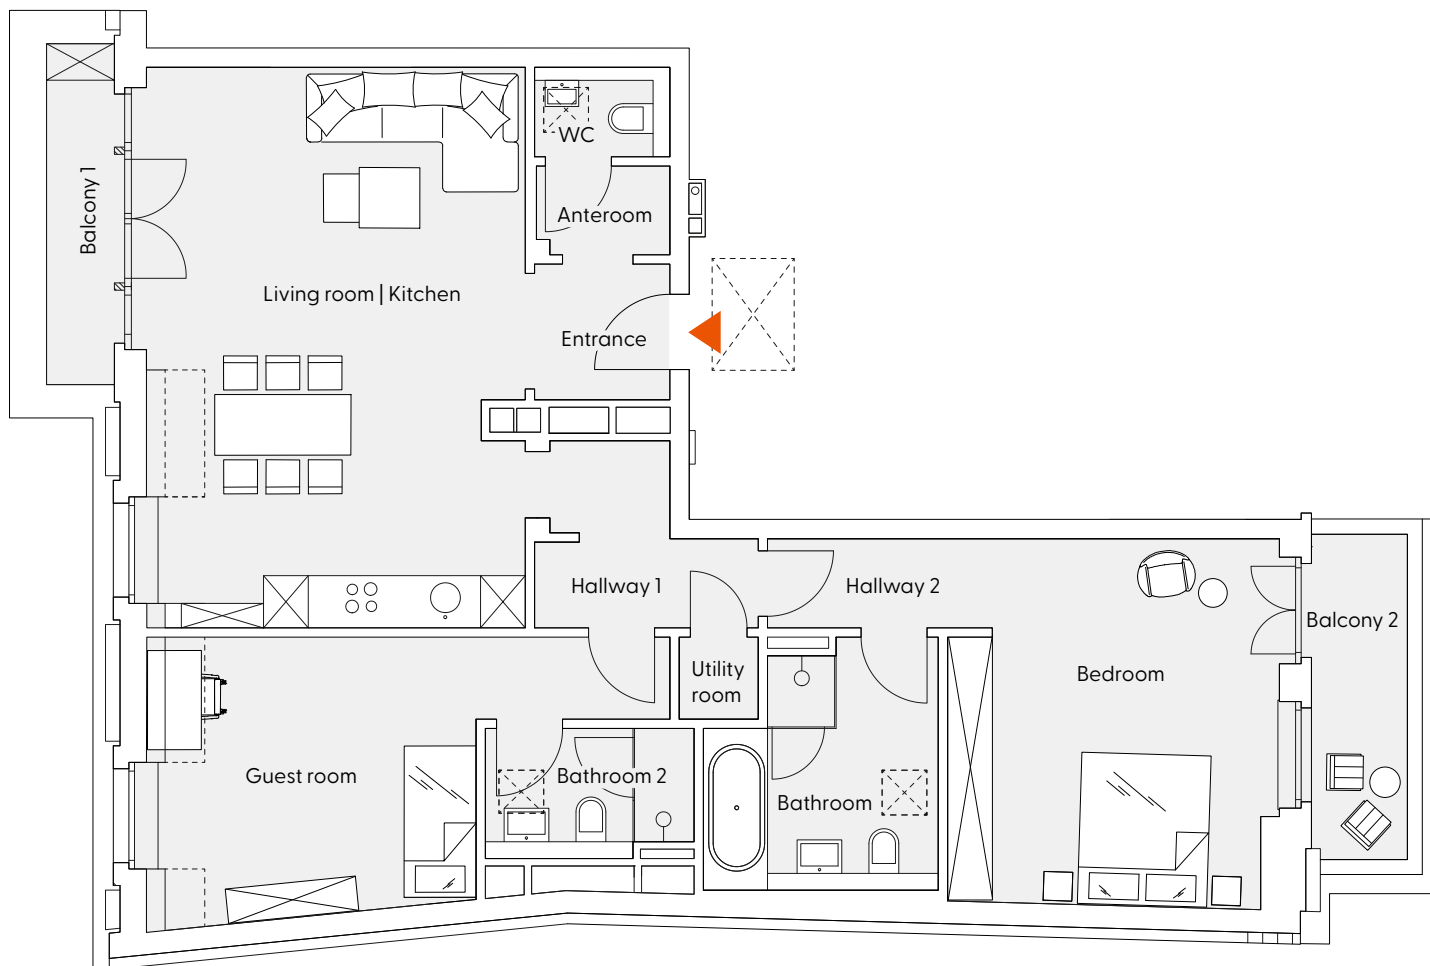 WC
Balcony 1
Anteroom
Living room | Kitchen
Entrance
Hallway 1
Hallway 2
Balcony 2
Utility
room
Bedroom
Guest room
Bathroom 2
Bathroom